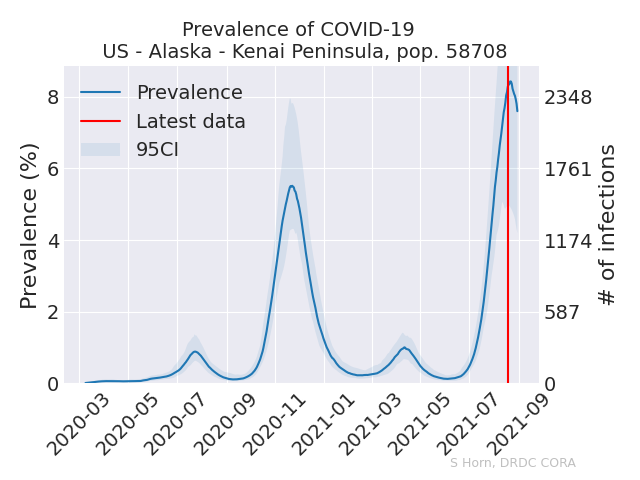 Prevalence of COVID-19
US - Alaska - Kenai Peninsula, pop. 58708
Prevalence
Latest data
95CI
Prevalence (%)
8
6
4
2
0
2348
1761
1174
587
0
# of infections
2020-03
2020-05
2020-07
2020-09
2020-11
2021-01
2021-03
2021-05
2021-07
2021-09
S Horn, DRDC CORA